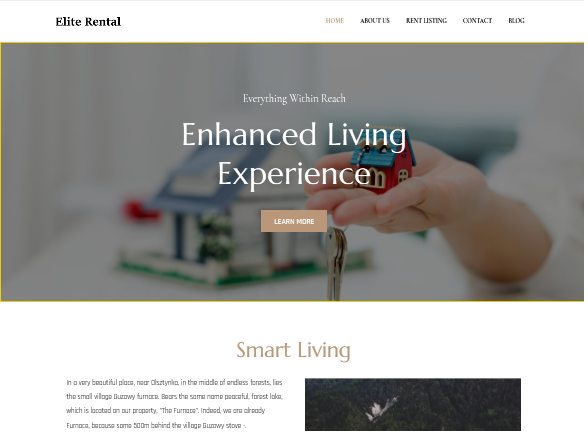 Elite Rental
HOME ABOUT US RENT LISTING CONTACT BLOG
Everything Within Reach
Enhanced Living
Experience
LEARN MORE
Smart Living
In a very beautiful place, near Olsztynka, in the middle of endless forests, lies
the small village Guzowy furnace. Bears the some name peaceful, forest lake,
which is located on our property, "The Furnace". Indeed, we are already
Furnace, because some 500m behind the village Guzowy stove -.